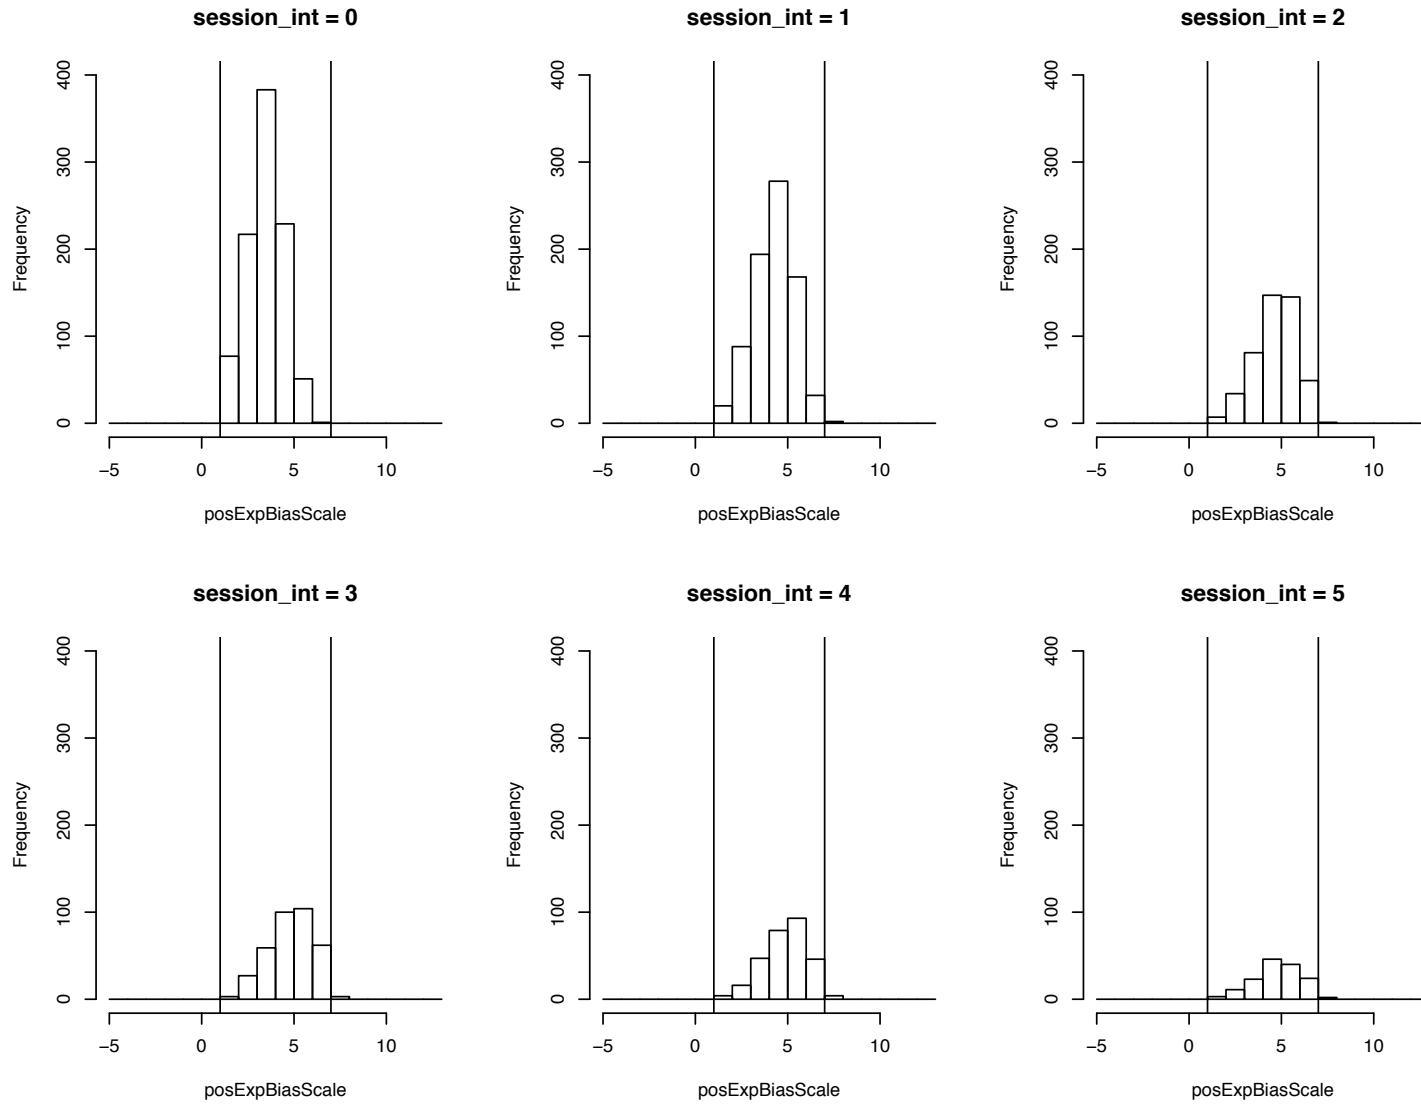 session_int = 0
400
300
200
100
0
Frequency
−5 0 5 10
posExpBiasScale
session_int = 1
400
300
200
100
0
Frequency
−5 0 5 10
posExpBiasScale
session_int = 2
400
300
200
100
0
Frequency
−5 0 5 10
posExpBiasScale
session_int = 3
400
300
200
100
0
Frequency
−5 0 5 10
posExpBiasScale
session_int = 4
400
300
200
100
0
Frequency
−5 0 5 10
posExpBiasScale
session_int = 5
400
300
200
100
0
Frequency
−5 0 5 10
posExpBiasScale